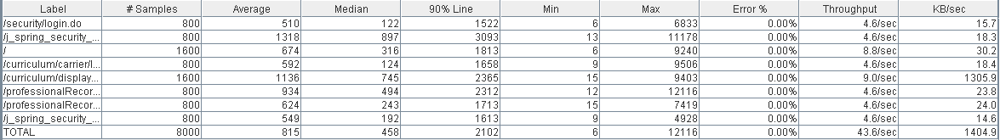 Label # Samples Average Median 90% Line Min Max Error % Throughput KB/sec
/security/login.do 800 510 122 1522 6 6833 0.00% 4.6/sec 15.7
/j_spring_security_... 800 1318 897 3093 13 11178 0.00% 4.6/sec 18.3
/ 1600 674 316 1813 6 9240 0.00% 8.8/sec 30.2
/curriculum/carrier/l... 800 592 124 1658 9 9506 0.00% 4.6/sec 18.4
/curriculum/display... 1600 1136 745 2365 15 9403 0.00% 9.0/sec 1305.9
/professionalRecor... 800 934 494 2312 12 12116 0.00% 4.6/sec 23.8
/professionalRecor... 800 624 243 1713 15 7419 0.00% 4.6/sec 24.0
/j_spring_security_... 800 549 192 1613 9 4928 0.00% 4.6/sec 14.6
TOTAL 8000 815 458 2102 6 12116 0.00% 43.6/sec 1404.9